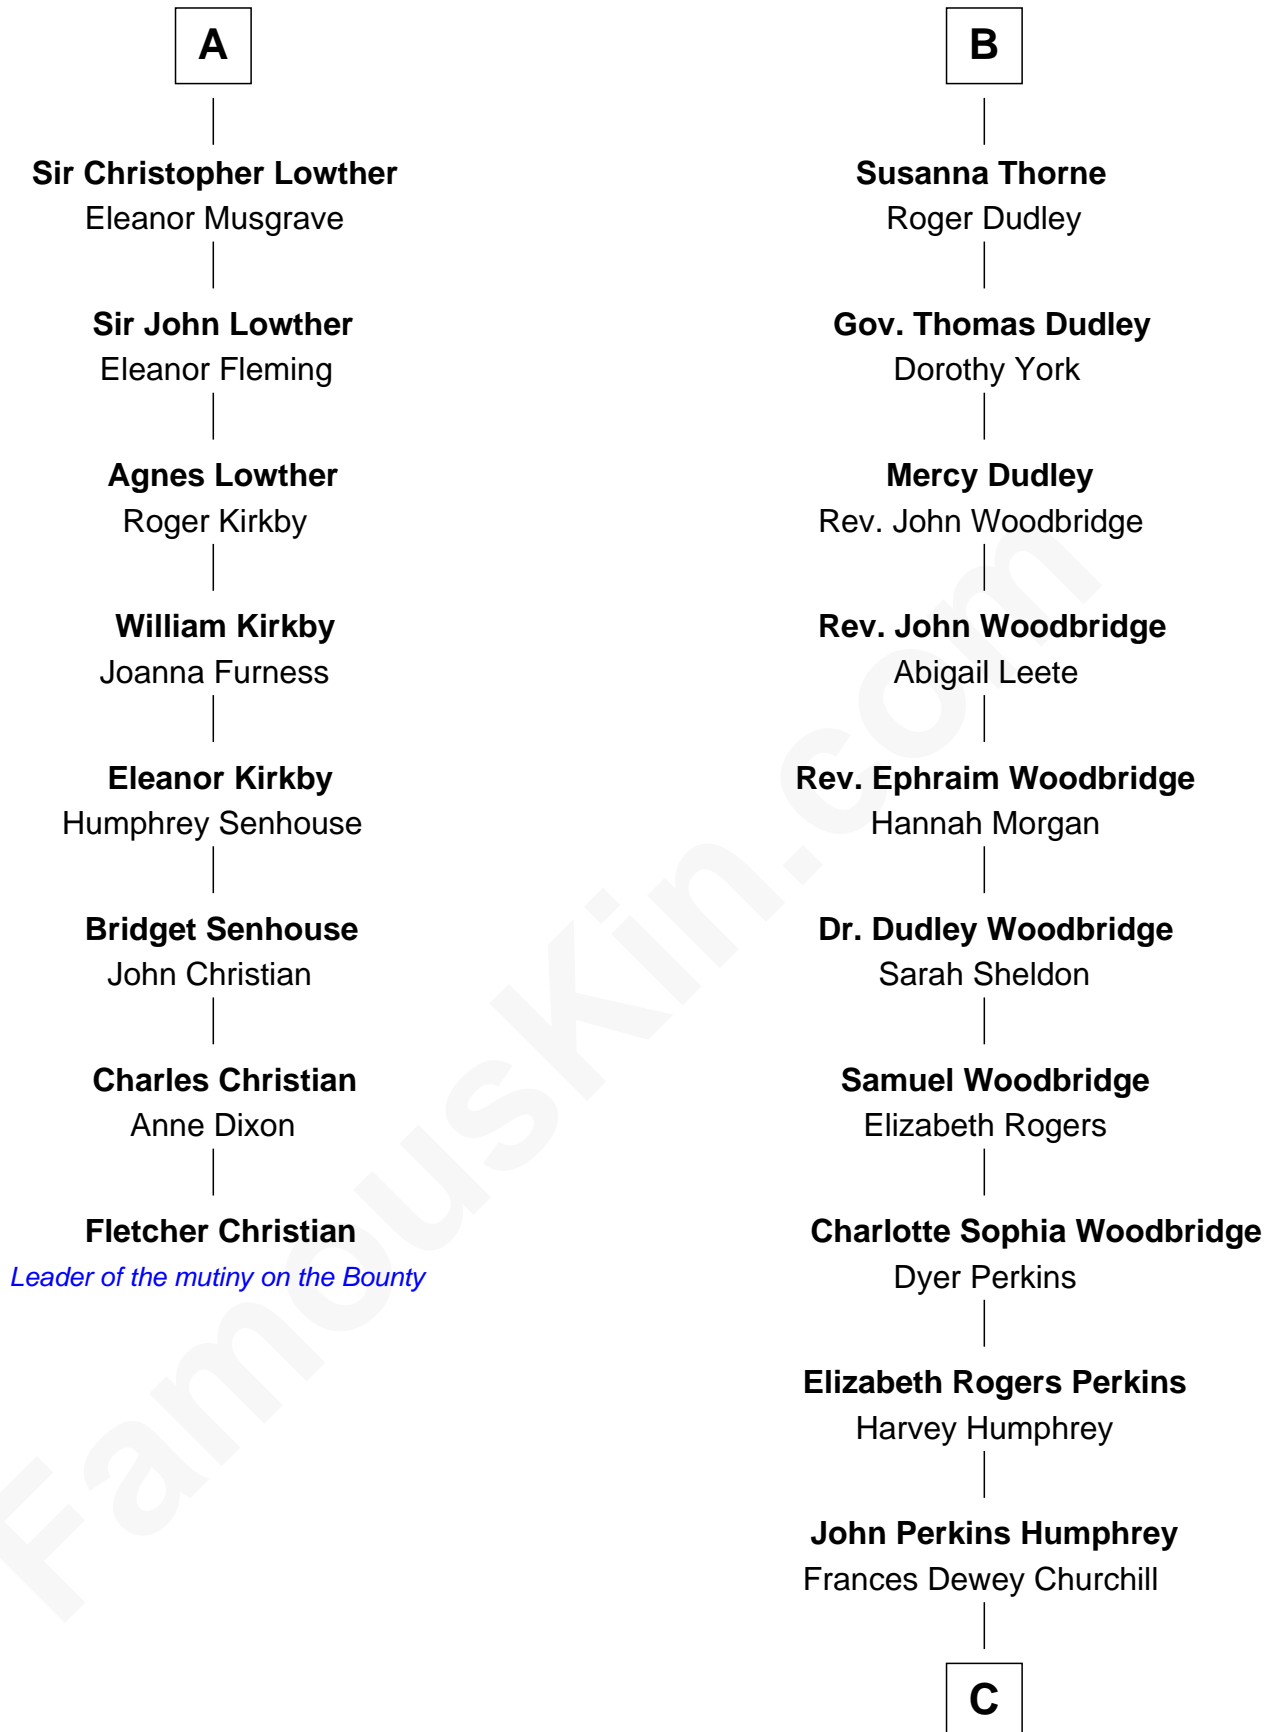 A
Sir Christopher Lowther
Eleanor Musgrave
Sir John Lowther
Eleanor Fleming
Agnes Lowther
Roger Kirkby
William Kirkby
Joanna Furness
Eleanor Kirkby
Humphrey Senhouse
Bridget Senhouse
John Christian
Charles Christian
Anne Dixon
Fletcher Christian
Leader of the mutiny on the Bounty
B
Susanna Thorne
Roger Dudley
Gov. Thomas Dudley
Dorothy York
Mercy Dudley
Rev. John Woodbridge
Rev. John Woodbridge
Abigail Leete
Rev. Ephraim Woodbridge
Hannah Morgan
Dr. Dudley Woodbridge
Sarah Sheldon
Samuel Woodbridge
Elizabeth Rogers
Charlotte Sophia Woodbridge
Dyer Perkins
Elizabeth Rogers Perkins
Harvey Humphrey
John Perkins Humphrey
Frances Dewey Churchill
C
FamousKin.com